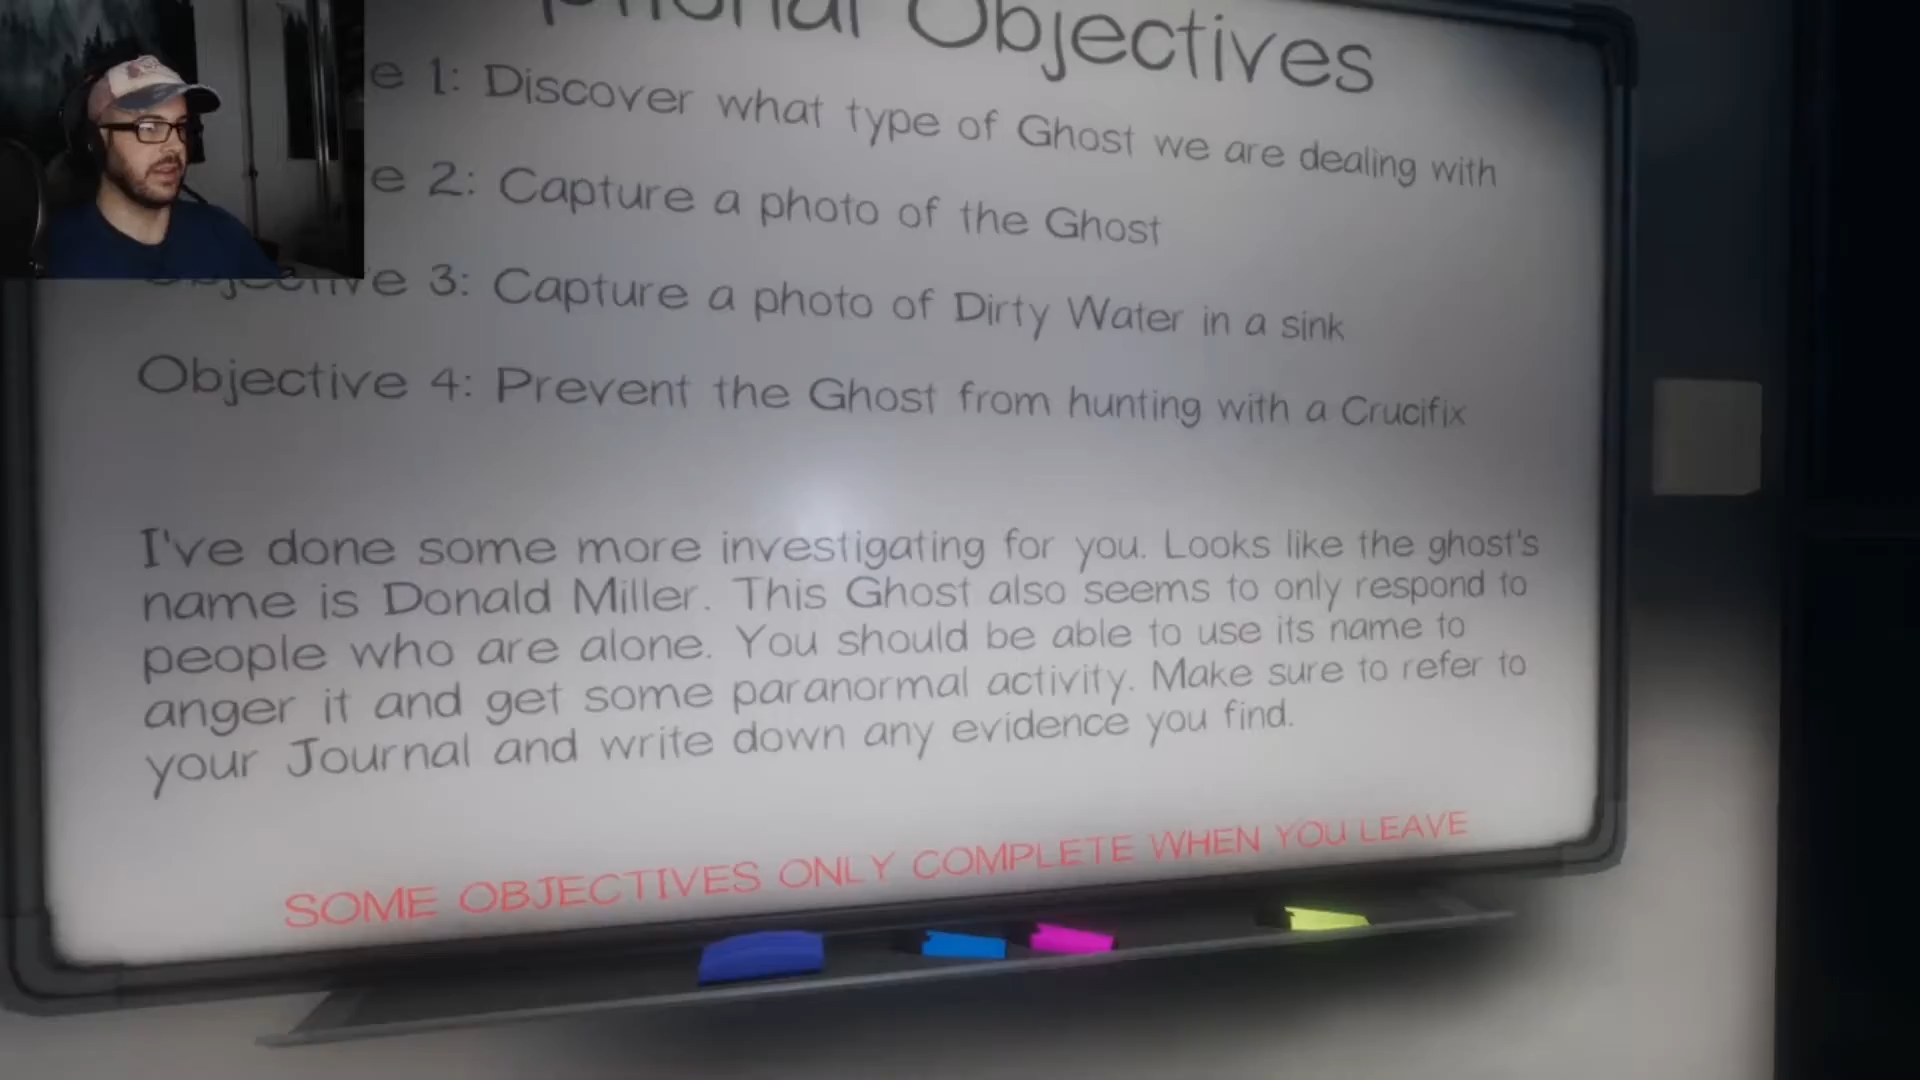 Objectives
1: Discover what type of Ghost we are dealing with
2: Capture a photo of the Ghost
3: Capture a photo of Dirty Water in a sink
Objective 4: Prevent the Ghost from hunting with a Crucifix
I've done some more investigating for you. Looks like the ghost's
name is Donald Miller. This Ghost also seems to only respond to
people who are alone. You should be able to use its name to
anger it and get some paranormal activity. Make sure to refer to
your Journal and write down any evidence you find.
SOME OBJECTIVES ONLY COMPLETE WHEN YOU LEAVE